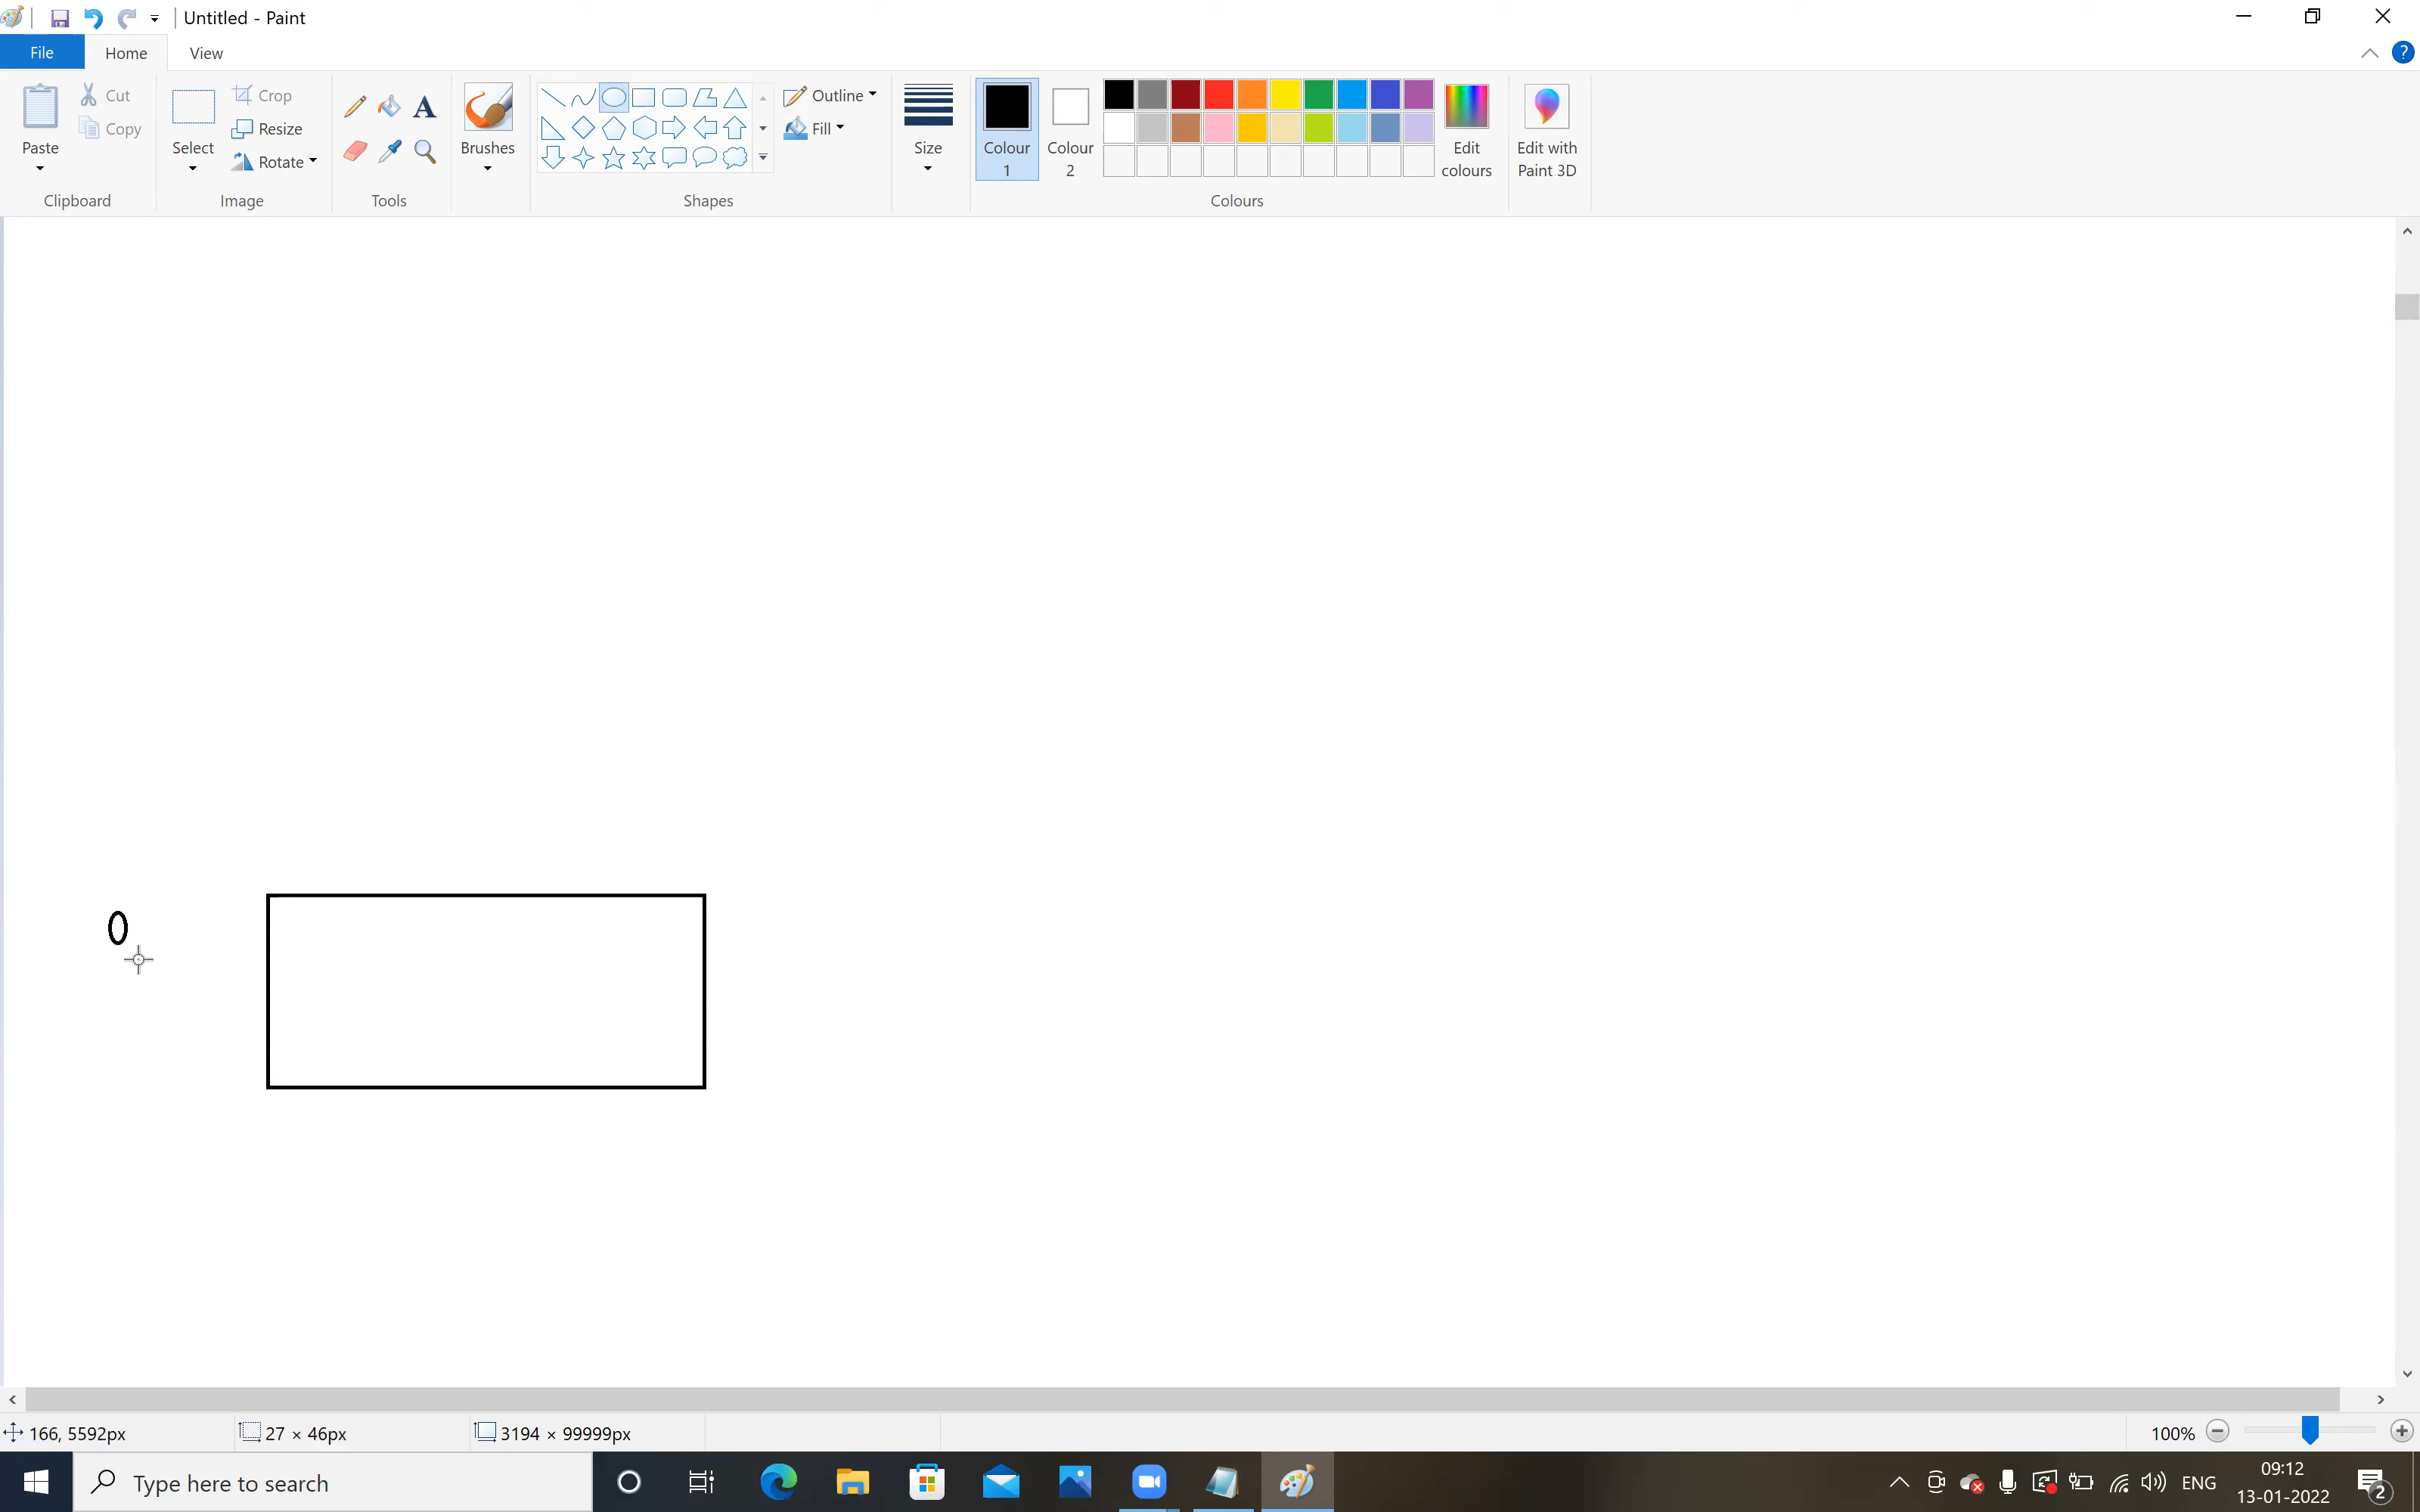 Untitled - Paint
File Home View
Paste
Cut
Copy
Clipboard
Select
Crop
Resize
Rotate
Image
Tools
Brushes
Shapes
Outline
Fill
Size
Colour 1
Colour 2
Colours
Edit colours
Edit with Paint 3D
166, 5592px
27 × 46px
3194 × 99999px
100%
Type here to search
ENG
09:12
13-01-2022
2